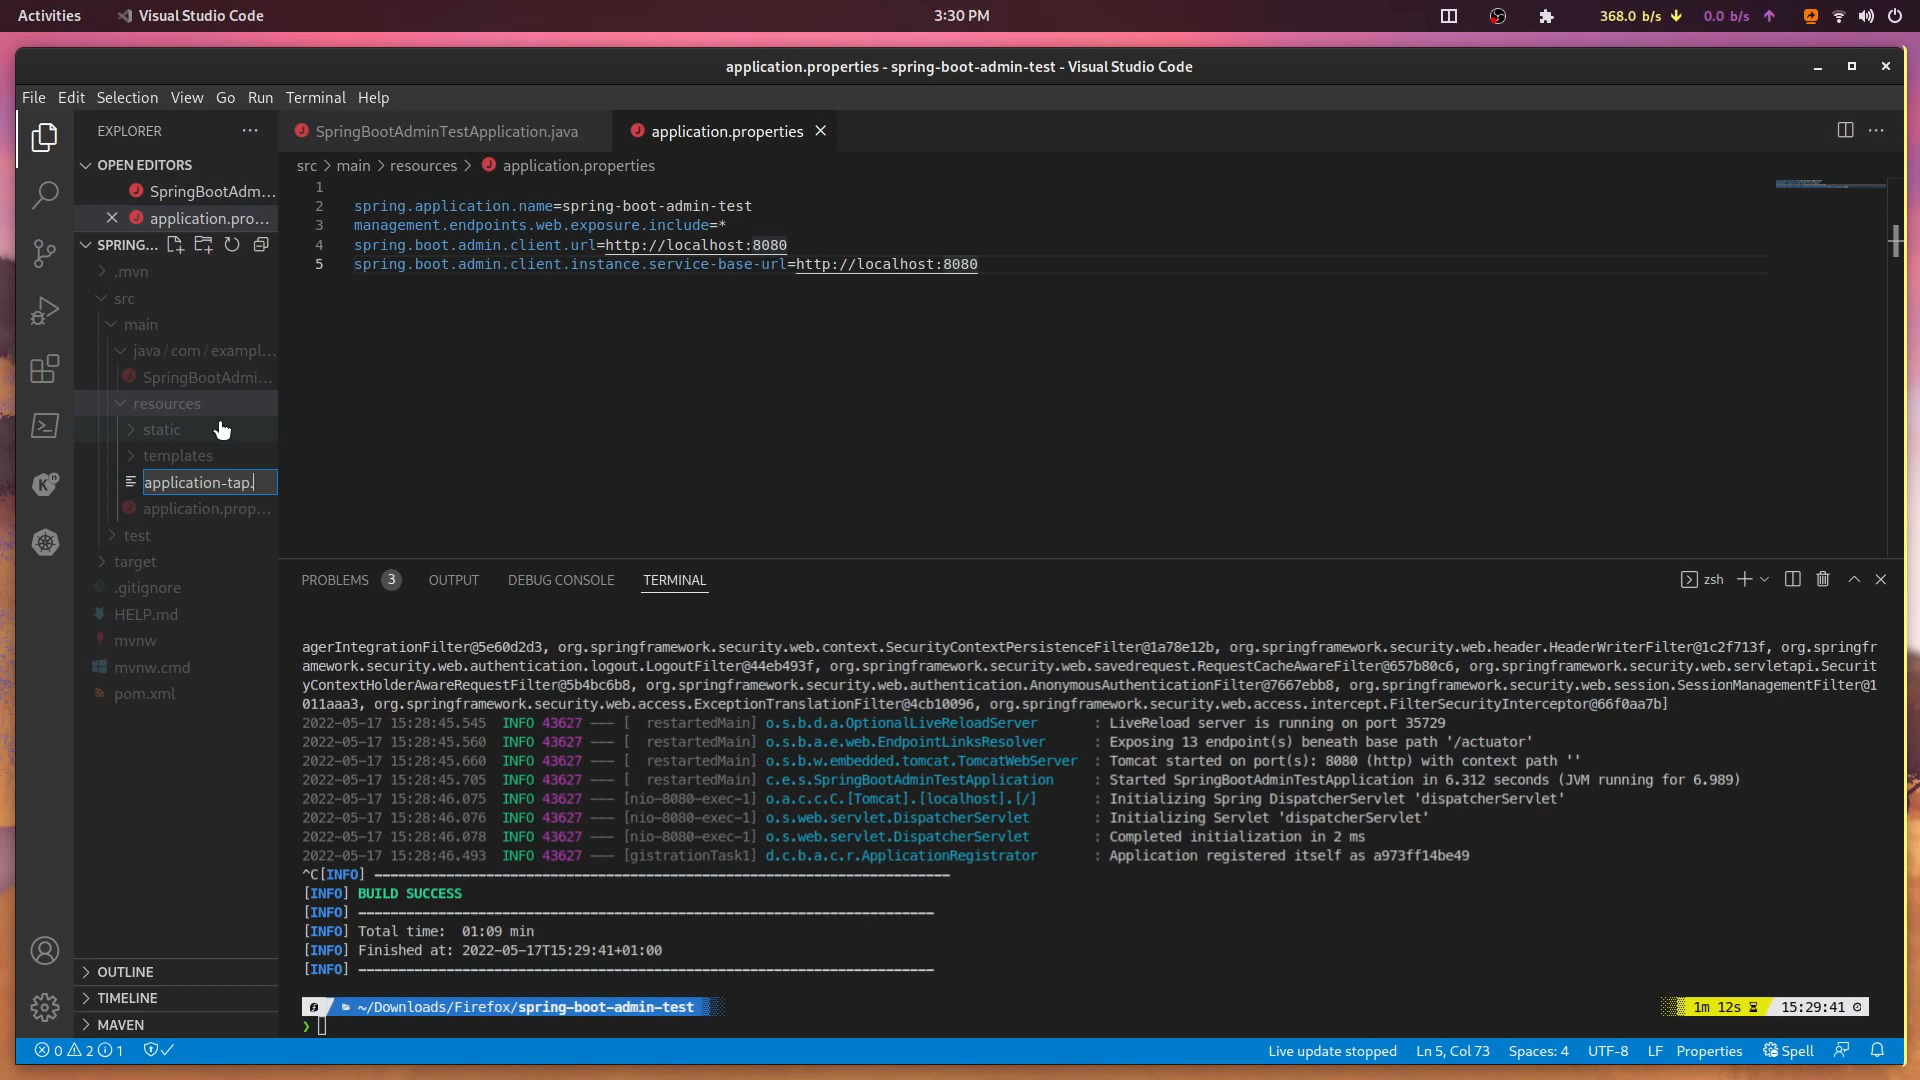 Activities
Visual Studio Code
3:30 PM
368.0 b/s
0.0 b/s
application.properties - spring-boot-admin-test - Visual Studio Code
File Edit Selection View Go Run Terminal Help
EXPLORER
OPEN EDITORS
SpringBootAdm...
application.pro...
SPRING...
.mvn
src
main
java / com / exampl...
SpringBootAdmi...
resources
static
templates
application-tap.
application.prop...
test
target
.gitignore
HELP.md
mvnw
mvnw.cmd
pom.xml
OUTLINE
TIMELINE
MAVEN
SpringBootAdminTestApplication.java
application.properties
src > main > resources > application.properties
1
2 spring.application.name=spring-boot-admin-test
3 management.endpoints.web.exposure.include=*
4 spring.boot.admin.client.url=http://localhost:8080
5 spring.boot.admin.client.instance.service-base-url=http://localhost:8080
PROBLEMS 3 OUTPUT DEBUG CONSOLE TERMINAL
zsh
agerIntegrationFilter@5e60d2d3, org.springframework.security.web.context.SecurityContextPersistenceFilter@1a78e12b, org.springframework.security.web.header.HeaderWriterFilter@1c2f713f, org.springfr
amework.security.web.authentication.logout.LogoutFilter@44eb493f, org.springframework.security.web.savedrequest.RequestCacheAwareFilter@657b80c6, org.springframework.security.web.servletapi.Securit
yContextHolderAwareRequestFilter@5b4bc6b8, org.springframework.security.web.authentication.AnonymousAuthenticationFilter@7667ebb8, org.springframework.security.web.session.SessionManagementFilter@1
011aaa3, org.springframework.security.web.access.ExceptionTranslationFilter@4cb10096, org.springframework.security.web.access.intercept.FilterSecurityInterceptor@66f0aa7b]
2022-05-17 15:28:45.545 INFO 43627 --- [ restartedMain] o.s.b.d.a.OptionalLiveReloadServer : LiveReload server is running on port 35729
2022-05-17 15:28:45.560 INFO 43627 --- [ restartedMain] o.s.b.a.e.web.EndpointLinksResolver : Exposing 13 endpoint(s) beneath base path '/actuator'
2022-05-17 15:28:45.660 INFO 43627 --- [ restartedMain] o.s.b.w.embedded.tomcat.TomcatWebServer : Tomcat started on port(s): 8080 (http) with context path ''
2022-05-17 15:28:45.705 INFO 43627 --- [ restartedMain] c.e.s.SpringBootAdminTestApplication : Started SpringBootAdminTestApplication in 6.312 seconds (JVM running for 6.989)
2022-05-17 15:28:46.075 INFO 43627 --- [nio-8080-exec-1] o.a.c.c.C.[Tomcat].[localhost].[/] : Initializing Spring DispatcherServlet 'dispatcherServlet'
2022-05-17 15:28:46.076 INFO 43627 --- [nio-8080-exec-1] o.s.web.servlet.DispatcherServlet : Initializing Servlet 'dispatcherServlet'
2022-05-17 15:28:46.078 INFO 43627 --- [nio-8080-exec-1] o.s.web.servlet.DispatcherServlet : Completed initialization in 2 ms
2022-05-17 15:28:46.493 INFO 43627 --- [gistrationTask1] d.c.b.a.c.r.ApplicationRegistrator : Application registered itself as a973ff14be49
^C[INFO] ------------------------------------------------------------------------
[INFO] BUILD SUCCESS
[INFO] ------------------------------------------------------------------------
[INFO] Total time: 01:09 min
[INFO] Finished at: 2022-05-17T15:29:41+01:00
[INFO] ------------------------------------------------------------------------
~/Downloads/Firefox/spring-boot-admin-test
1m 12s 15:29:41
❯
0 2 1
Live update stopped
Ln 5, Col 73
Spaces: 4
UTF-8
LF
Properties
Spell